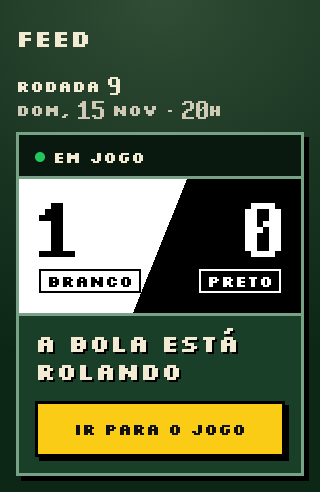 FEED
RODADA 9
DOM, 15 NOV · 20H
EM JOGO
1 0
BRANCO PRETO
A BOLA ESTÁ
ROLANDO
IR PARA O JOGO